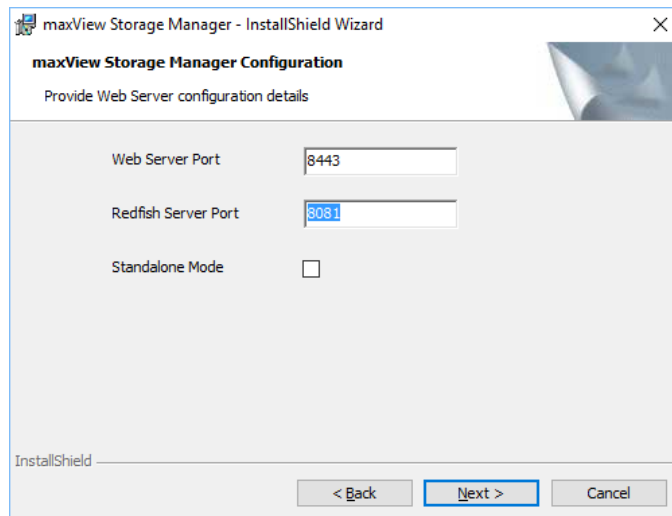 maxView Storage Manager - InstallShield Wizard
maxView Storage Manager Configuration
Provide Web Server configuration details
Web Server Port 8443
Redfish Server Port 8081
Standalone Mode
InstallShield
< Back Next > Cancel